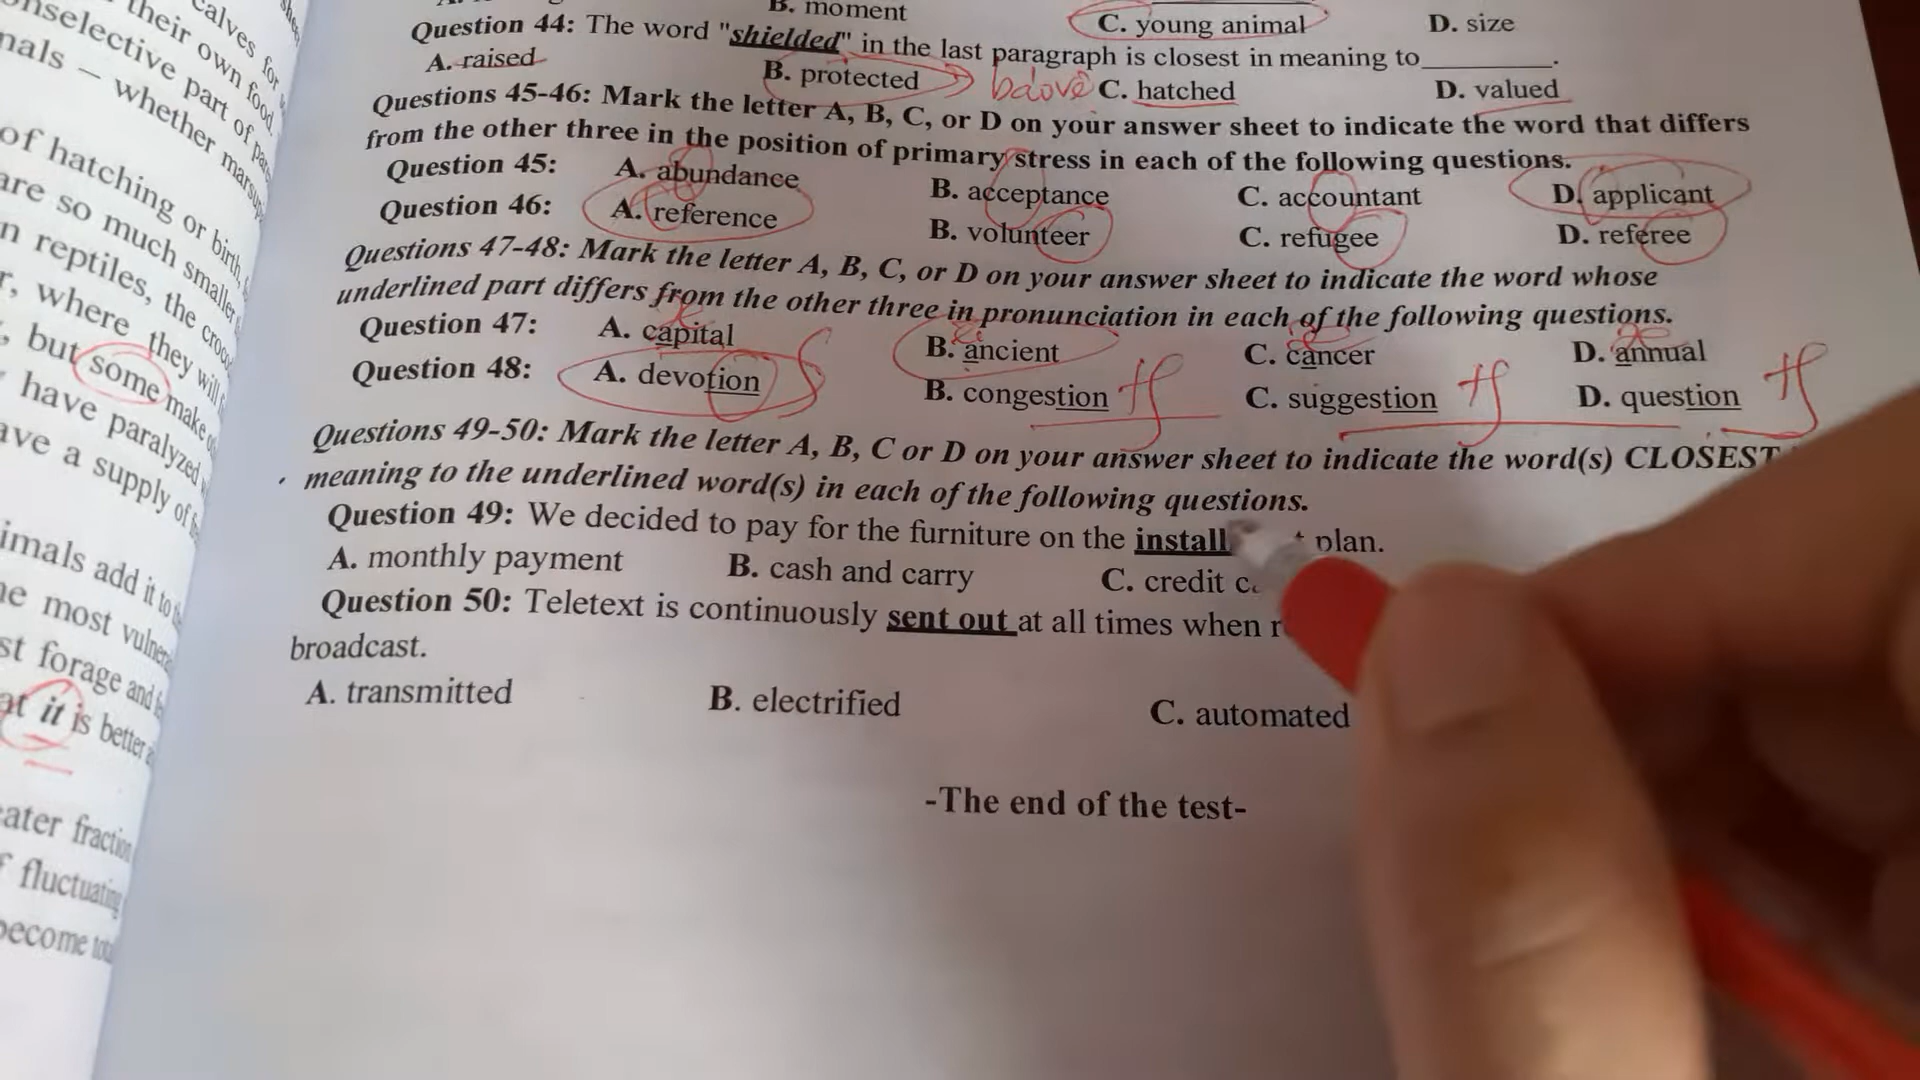 calves for
their own food.
nselective part of
nals – whether
of hatching or birth,
are so much smaller
n reptiles, the
r, where they will
, but some make
have paralyzed
ave a supply of
imals add it to
e most
st forage and
at it is better
eater fraction
f fluctuating
become
B. moment C. young animal D. size
Question 44: The word "shielded" in the last paragraph is closest in meaning to__________.
A. raised B. protected C. hatched D. valued
Questions 45-46: Mark the letter A, B, C, or D on your answer sheet to indicate the word that differs
from the other three in the position of primary stress in each of the following questions.
Question 45: A. abundance B. acceptance C. accountant D. applicant
Question 46: A. reference B. volunteer C. refugee D. referee
Questions 47-48: Mark the letter A, B, C, or D on your answer sheet to indicate the word whose
underlined part differs from the other three in pronunciation in each of the following questions.
Question 47: A. capital B. ancient C. cancer D. annual
Question 48: A. devotion B. congestion C. suggestion D. question
Questions 49-50: Mark the letter A, B, C or D on your answer sheet to indicate the word(s) CLOSEST
meaning to the underlined word(s) in each of the following questions.
Question 49: We decided to pay for the furniture on the install plan.
A. monthly payment B. cash and carry C. credit
Question 50: Teletext is continuously sent out at all times when
broadcast.
A. transmitted B. electrified C. automated
-The end of the test-